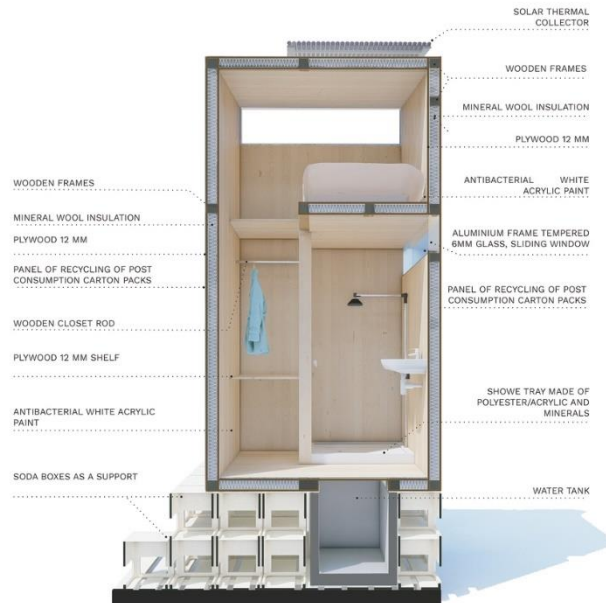 SOLAR THERMAL
COLLECTOR
WOODEN FRAMES
MINERAL WOOL INSULATION
PLYWOOD 12 MM
ANTIBACTERIAL WHITE
ACRYLIC PAINT
ALUMINIUM FRAME TEMPERED
6MM GLASS, SLIDING WINDOW
PANEL OF RECYCLING OF POST
CONSUMPTION CARTON PACKS
SHOWE TRAY MADE OF
POLYESTER/ACRYLIC AND
MINERALS
WATER TANK
WOODEN FRAMES
MINERAL WOOL INSULATION
PLYWOOD 12 MM
PANEL OF RECYCLING OF POST
CONSUMPTION CARTON PACKS
WOODEN CLOSET ROD
PLYWOOD 12 MM SHELF
ANTIBACTERIAL WHITE ACRYLIC
PAINT
SODA BOXES AS A SUPPORT